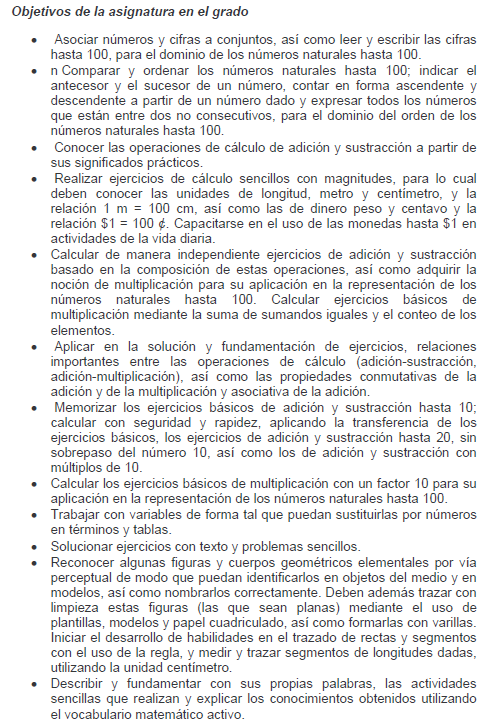 Objetivos de la asignatura en el grado
• Asociar números y cifras a conjuntos, así como leer y escribir las cifras
hasta 100, para el dominio de los números naturales hasta 100.
• n Comparar y ordenar los números naturales hasta 100; indicar el
antecesor y el sucesor de un número, contar en forma ascendente y
descendente a partir de un número dado y expresar todos los números
que están entre dos no consecutivos, para el dominio del orden de los
números naturales hasta 100.
• Conocer las operaciones de cálculo de adición y sustracción a partir de
sus significados prácticos.
• Realizar ejercicios de cálculo sencillos con magnitudes, para lo cual
deben conocer las unidades de longitud, metro y centímetro, y la
relación 1 m = 100 cm, así como las de dinero peso y centavo y la
relación $1 = 100 ¢. Capacitarse en el uso de las monedas hasta $1 en
actividades de la vida diaria.
• Calcular de manera independiente ejercicios de adición y sustracción
basado en la composición de estas operaciones, así como adquirir la
noción de multiplicación para su aplicación en la representación de los
números naturales hasta 100. Calcular ejercicios básicos de
multiplicación mediante la suma de sumandos iguales y el conteo de los
elementos.
• Aplicar en la solución y fundamentación de ejercicios, relaciones
importantes entre las operaciones de cálculo (adición-sustracción,
adición-multiplicación), así como las propiedades conmutativas de la
adición y de la multiplicación y asociativa de la adición.
• Memorizar los ejercicios básicos de adición y sustracción hasta 10;
calcular con seguridad y rapidez, aplicando la transferencia de los
ejercicios básicos, los ejercicios de adición y sustracción hasta 20, sin
sobrepaso del número 10, así como los de adición y sustracción con
múltiplos de 10.
• Calcular los ejercicios básicos de multiplicación con un factor 10 para su
aplicación en la representación de los números naturales hasta 100.
• Trabajar con variables de forma tal que puedan sustituirlas por números
en términos y tablas.
• Solucionar ejercicios con texto y problemas sencillos.
• Reconocer algunas figuras y cuerpos geométricos elementales por vía
perceptual de modo que puedan identificarlos en objetos del medio y en
modelos, así como nombrarlos correctamente. Deben además trazar con
limpieza estas figuras (las que sean planas) mediante el uso de
plantillas, modelos y papel cuadriculado, así como formarlas con varillas.
Iniciar el desarrollo de habilidades en el trazado de rectas y segmentos
con el uso de la regla, y medir y trazar segmentos de longitudes dadas,
utilizando la unidad centímetro.
• Describir y fundamentar con sus propias palabras, las actividades
sencillas que realizan y explicar los conocimientos obtenidos utilizando
el vocabulario matemático activo.